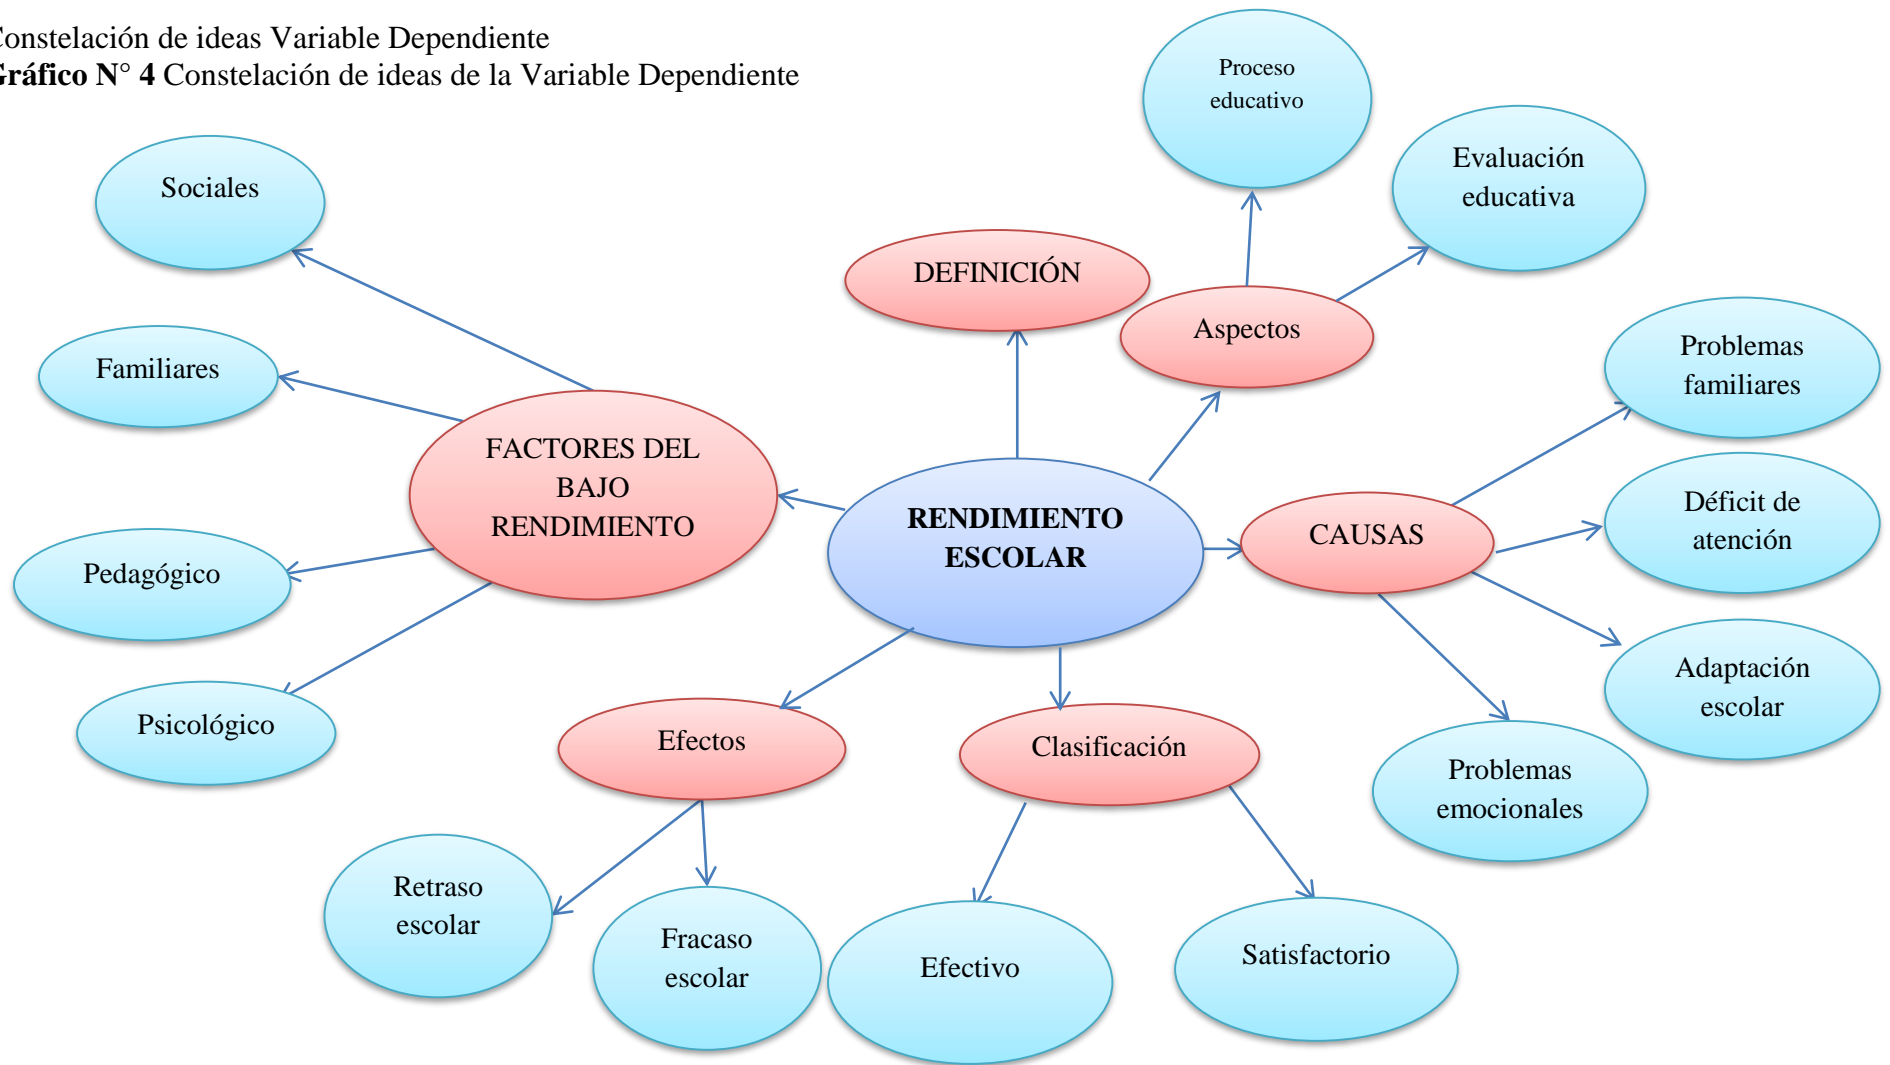 Constelación de ideas Variable Dependiente
Gráfico N° 4 Constelación de ideas de la Variable Dependiente
Proceso
educativo
Evaluación
educativa
Sociales
DEFINICIÓN
Aspectos
Problemas
familiares
Familiares
FACTORES DEL
BAJO
RENDIMIENTO
RENDIMIENTO
ESCOLAR
CAUSAS
Déficit de
atención
Pedagógico
Adaptación
escolar
Psicológico
Efectos
Clasificación
Problemas
emocionales
Retraso
escolar
Fracaso
escolar
Efectivo
Satisfactorio